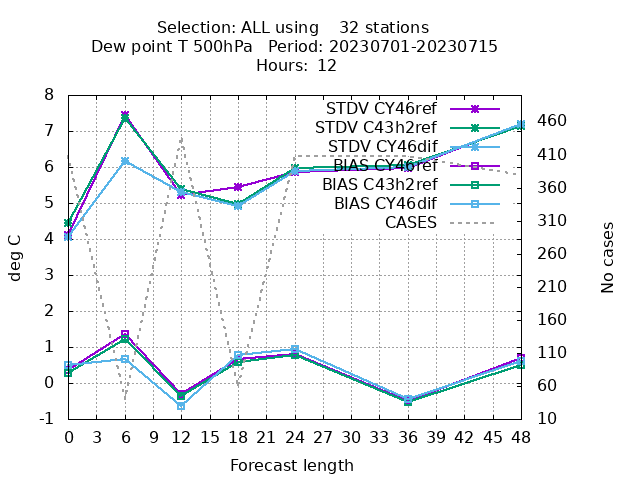 Selection: ALL using    32 stations
Dew point T 500hPa   Period: 20230701-20230715
Hours: 12
STDV CY46ref
STDV C43h2ref
STDV CY46dif
BIAS CY46ref
BIAS C43h2ref
BIAS CY46dif
CASES
8
7
6
5
4
3
2
1
0
-1
deg C
460
410
360
310
260
210
160
110
60
10
No cases
0 3 6 9 12 15 18 21 24 27 30 33 36 39 42 45 48
Forecast length